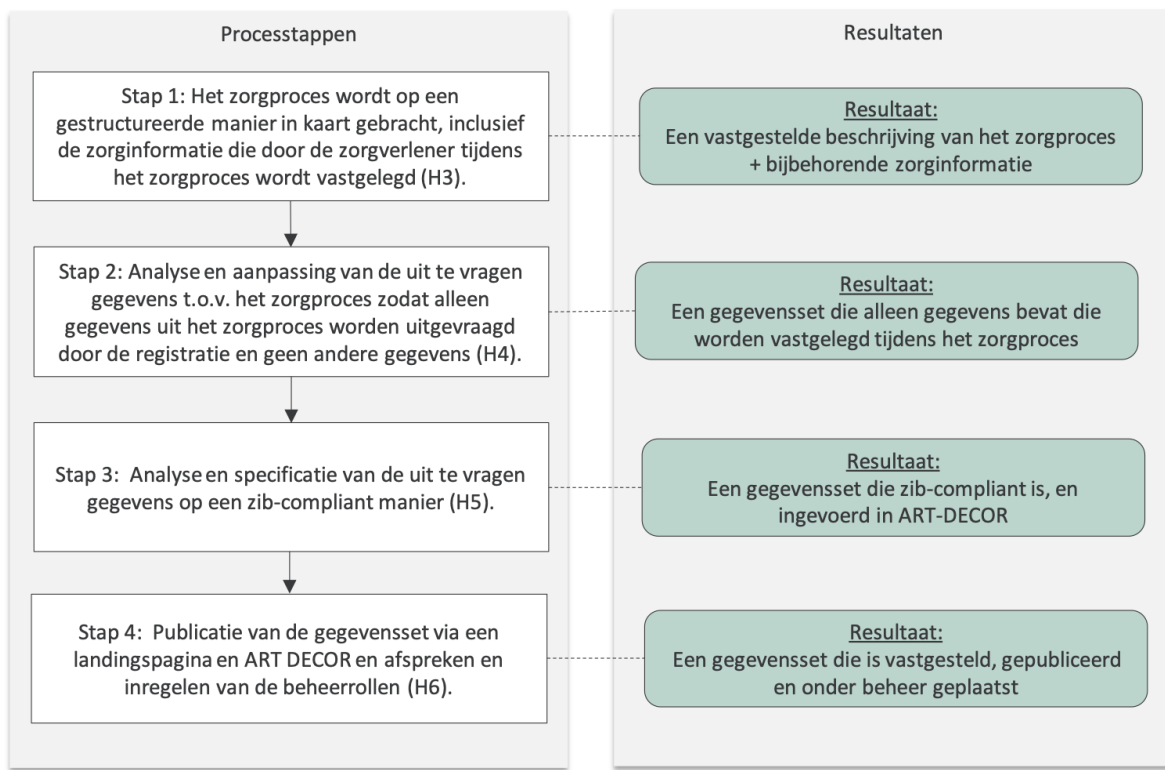 Processtappen
Stap 1: Het zorgproces wordt op een
gestructureerde manier in kaart gebracht, inclusief
de zorginformatie die door de zorgverlener tijdens
het zorgproces wordt vastgelegd (H3).
Stap 2: Analyse en aanpassing van de uit te vragen
gegevens t.o.v. het zorgproces zodat alleen
gegevens uit het zorgproces worden uitgevraagd
door de registratie en geen andere gegevens (H4).
Stap 3: Analyse en specificatie van de uit te vragen
gegevens op een zib-compliant manier (H5).
Stap 4: Publicatie van de gegevensset via een
landingspagina en ART DECOR en afspreken en
inregelen van de beheerrollen (H6).
Resultaten
Resultaat:
Een vastgestelde beschrijving van het zorgproces
+ bijbehorende zorginformatie
Resultaat:
Een gegevensset die alleen gegevens bevat die
worden vastgelegd tijdens het zorgproces
Resultaat:
Een gegevensset die zib-compliant is, en
ingevoerd in ART-DECOR
Resultaat:
Een gegevensset die is vastgesteld, gepubliceerd
en onder beheer geplaatst